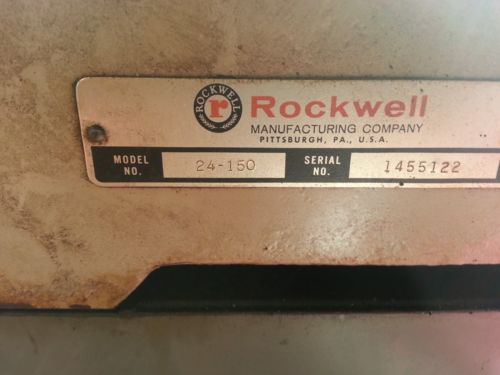 ROCKWELL
r Rockwell
MANUFACTURING COMPANY
PITTSBURGH, PA., U.S.A.
MODEL NO. 24-150 SERIAL NO. 1455122